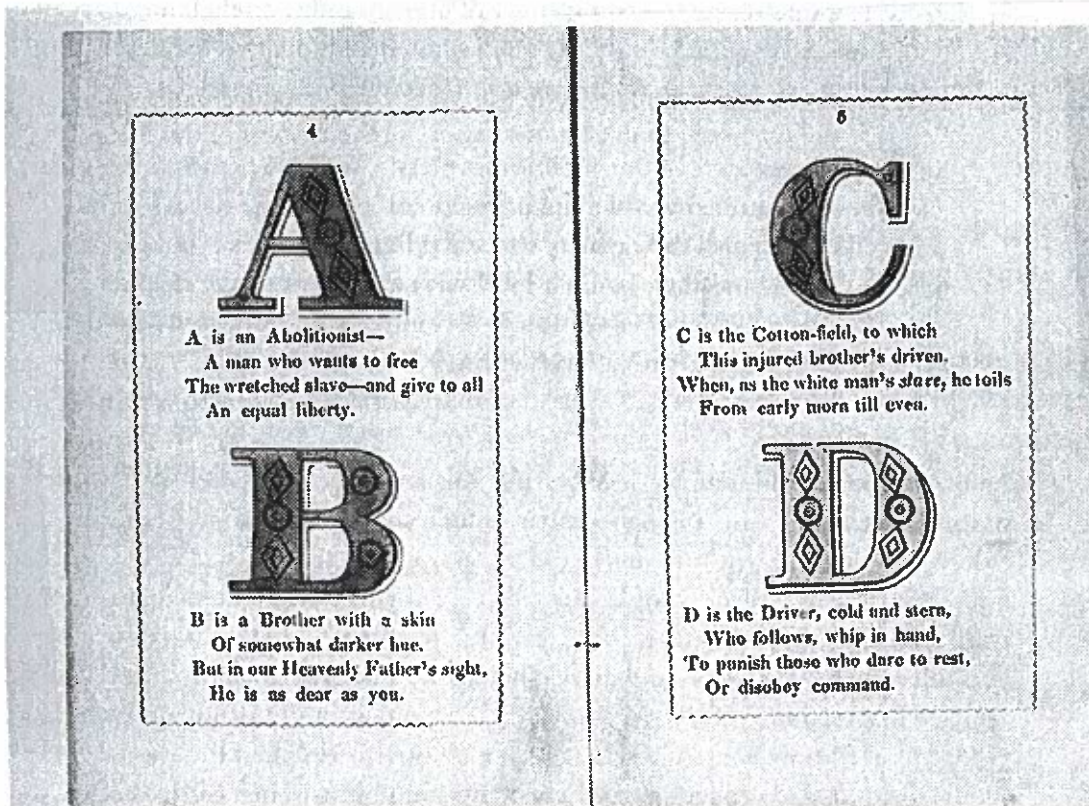 4
A
A is an Abolitionist—
A man who wants to free
The wretched slave—and give to all
An equal liberty.
B
B is a Brother with a skin
Of somewhat darker hue,
But in our Heavenly Father's sight,
He is as dear as you.
5
C
C is the Cotton-field, to which
This injured brother's driven,
When, as the white man's slave, he toils
From early morn till even.
D
D is the Driver, cold and stern,
Who follows, whip in hand,
To punish those who dare to rest,
Or disobey command.